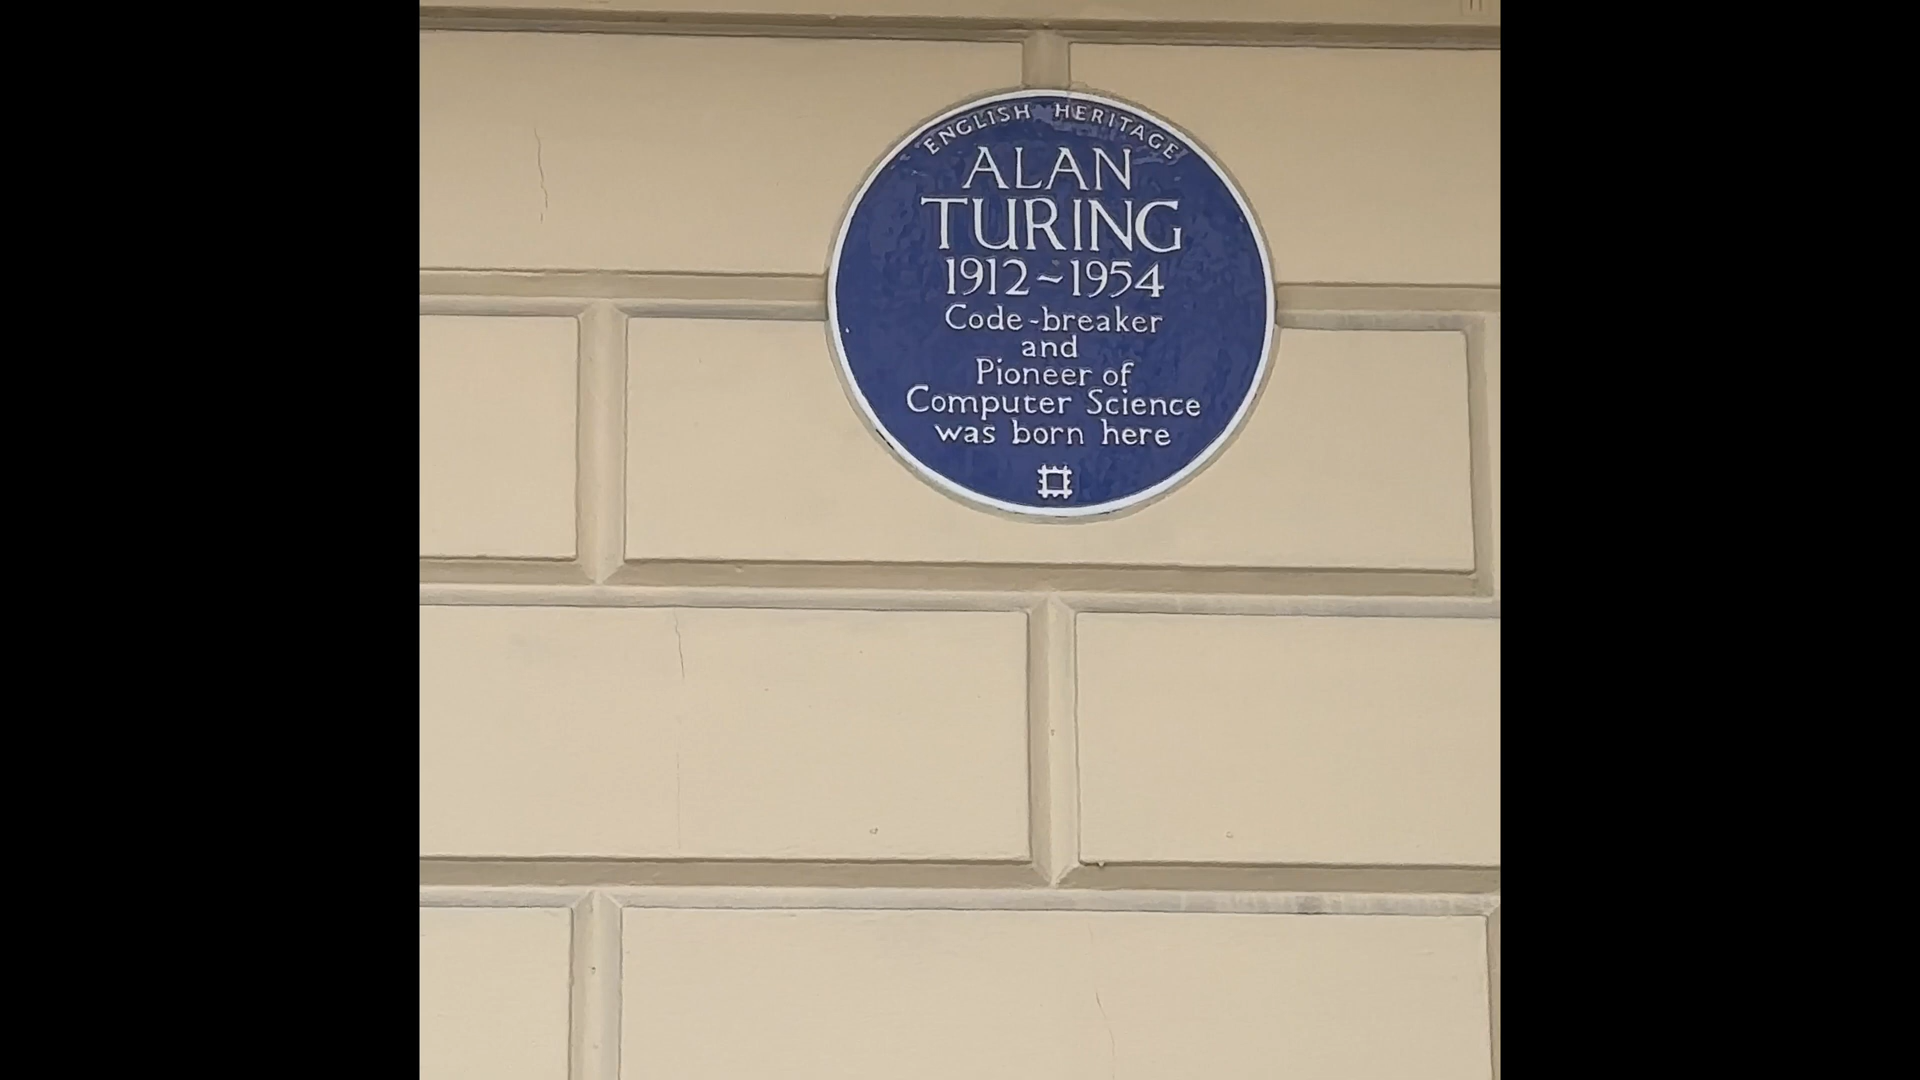 ENGLISH HERITAGE
ALAN
TURING
1912~1954
Code-breaker
and
Pioneer of
Computer Science
was born here